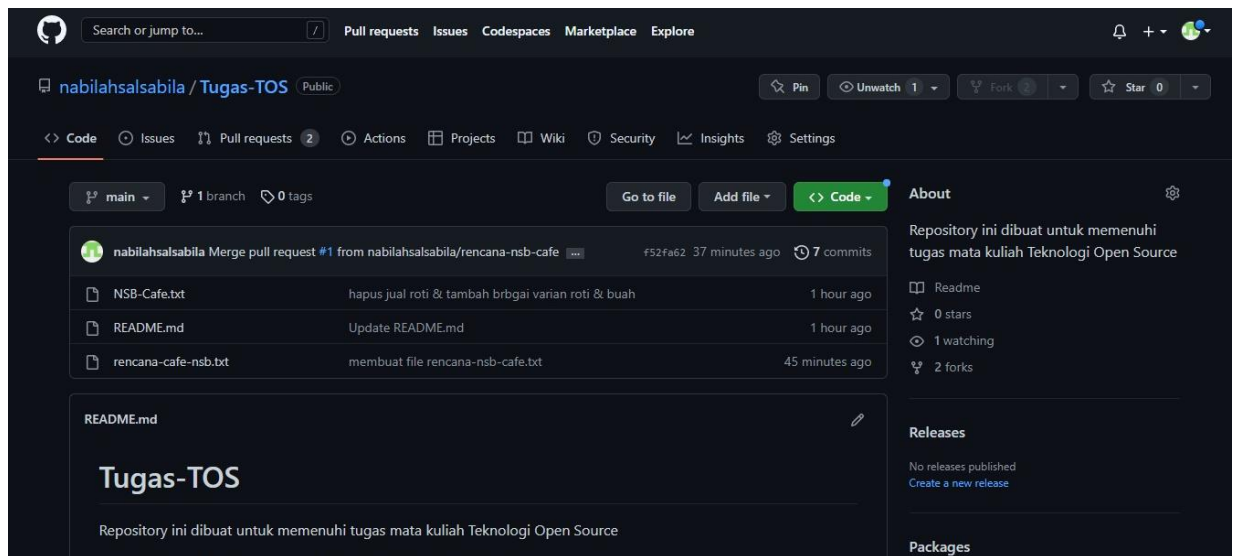 Search or jump to... / Pull requests Issues Codespaces Marketplace Explore
nabilahsalsabila / Tugas-TOS Public
Pin Unwatch 1 Fork 2 Star 0
<> Code Issues Pull requests 2 Actions Projects Wiki Security Insights Settings
main 1 branch 0 tags Go to file Add file <> Code
nabilahsalsabila Merge pull request #1 from nabilahsalsabila/rencana-nsb-cafe ... f52fa62 37 minutes ago 7 commits
NSB-Cafe.txt hapus jual roti & tambah brbgai varian roti & buah 1 hour ago
README.md Update README.md 1 hour ago
rencana-cafe-nsb.txt membuat file rencana-nsb-cafe.txt 45 minutes ago
README.md
Tugas-TOS
Repository ini dibuat untuk memenuhi tugas mata kuliah Teknologi Open Source
About
Repository ini dibuat untuk memenuhi
tugas mata kuliah Teknologi Open Source
Readme
0 stars
1 watching
2 forks
Releases
No releases published
Create a new release
Packages